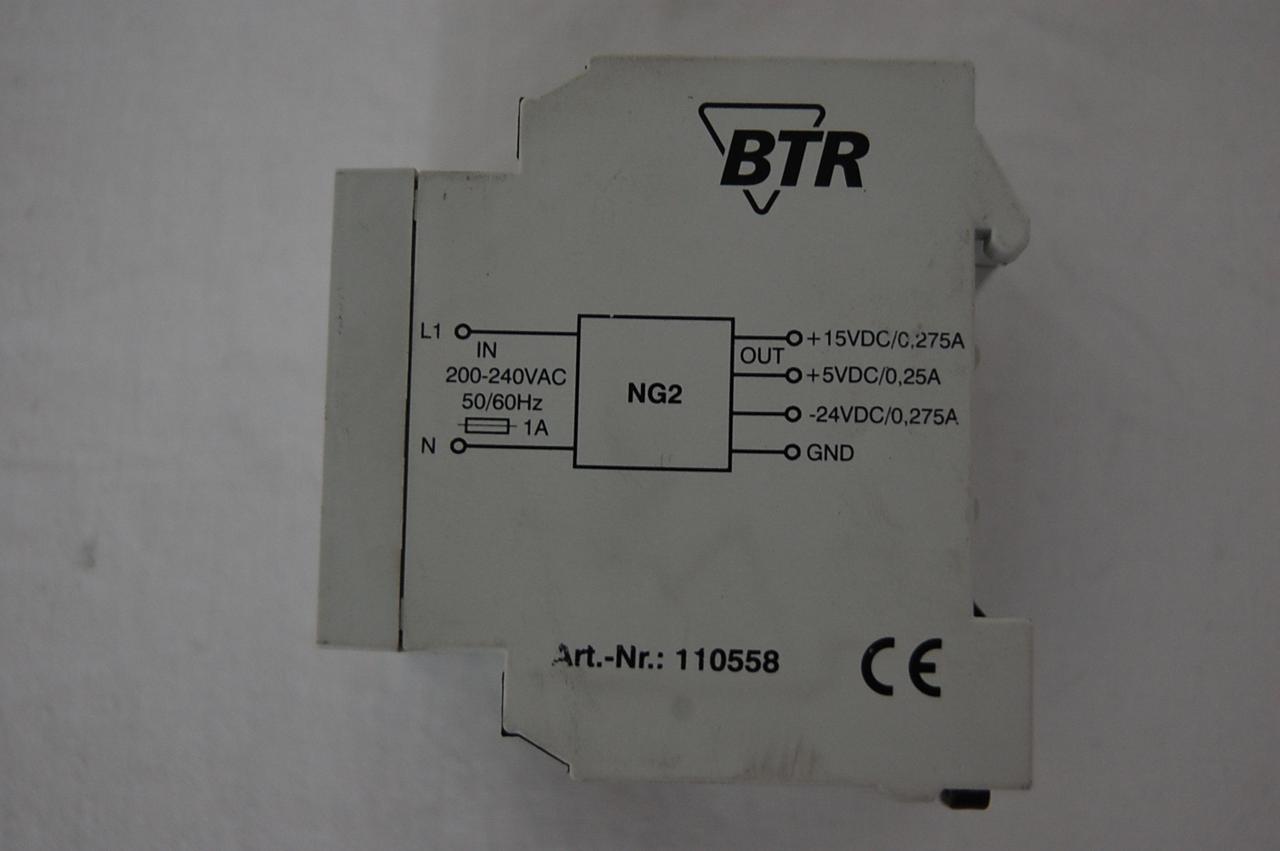 BTR
L1
IN
200-240VAC
50/60Hz
1A
N
NG2
OUT
+15VDC/0,275A
+5VDC/0,25A
-24VDC/0,275A
GND
Art.-Nr.: 110558
CE